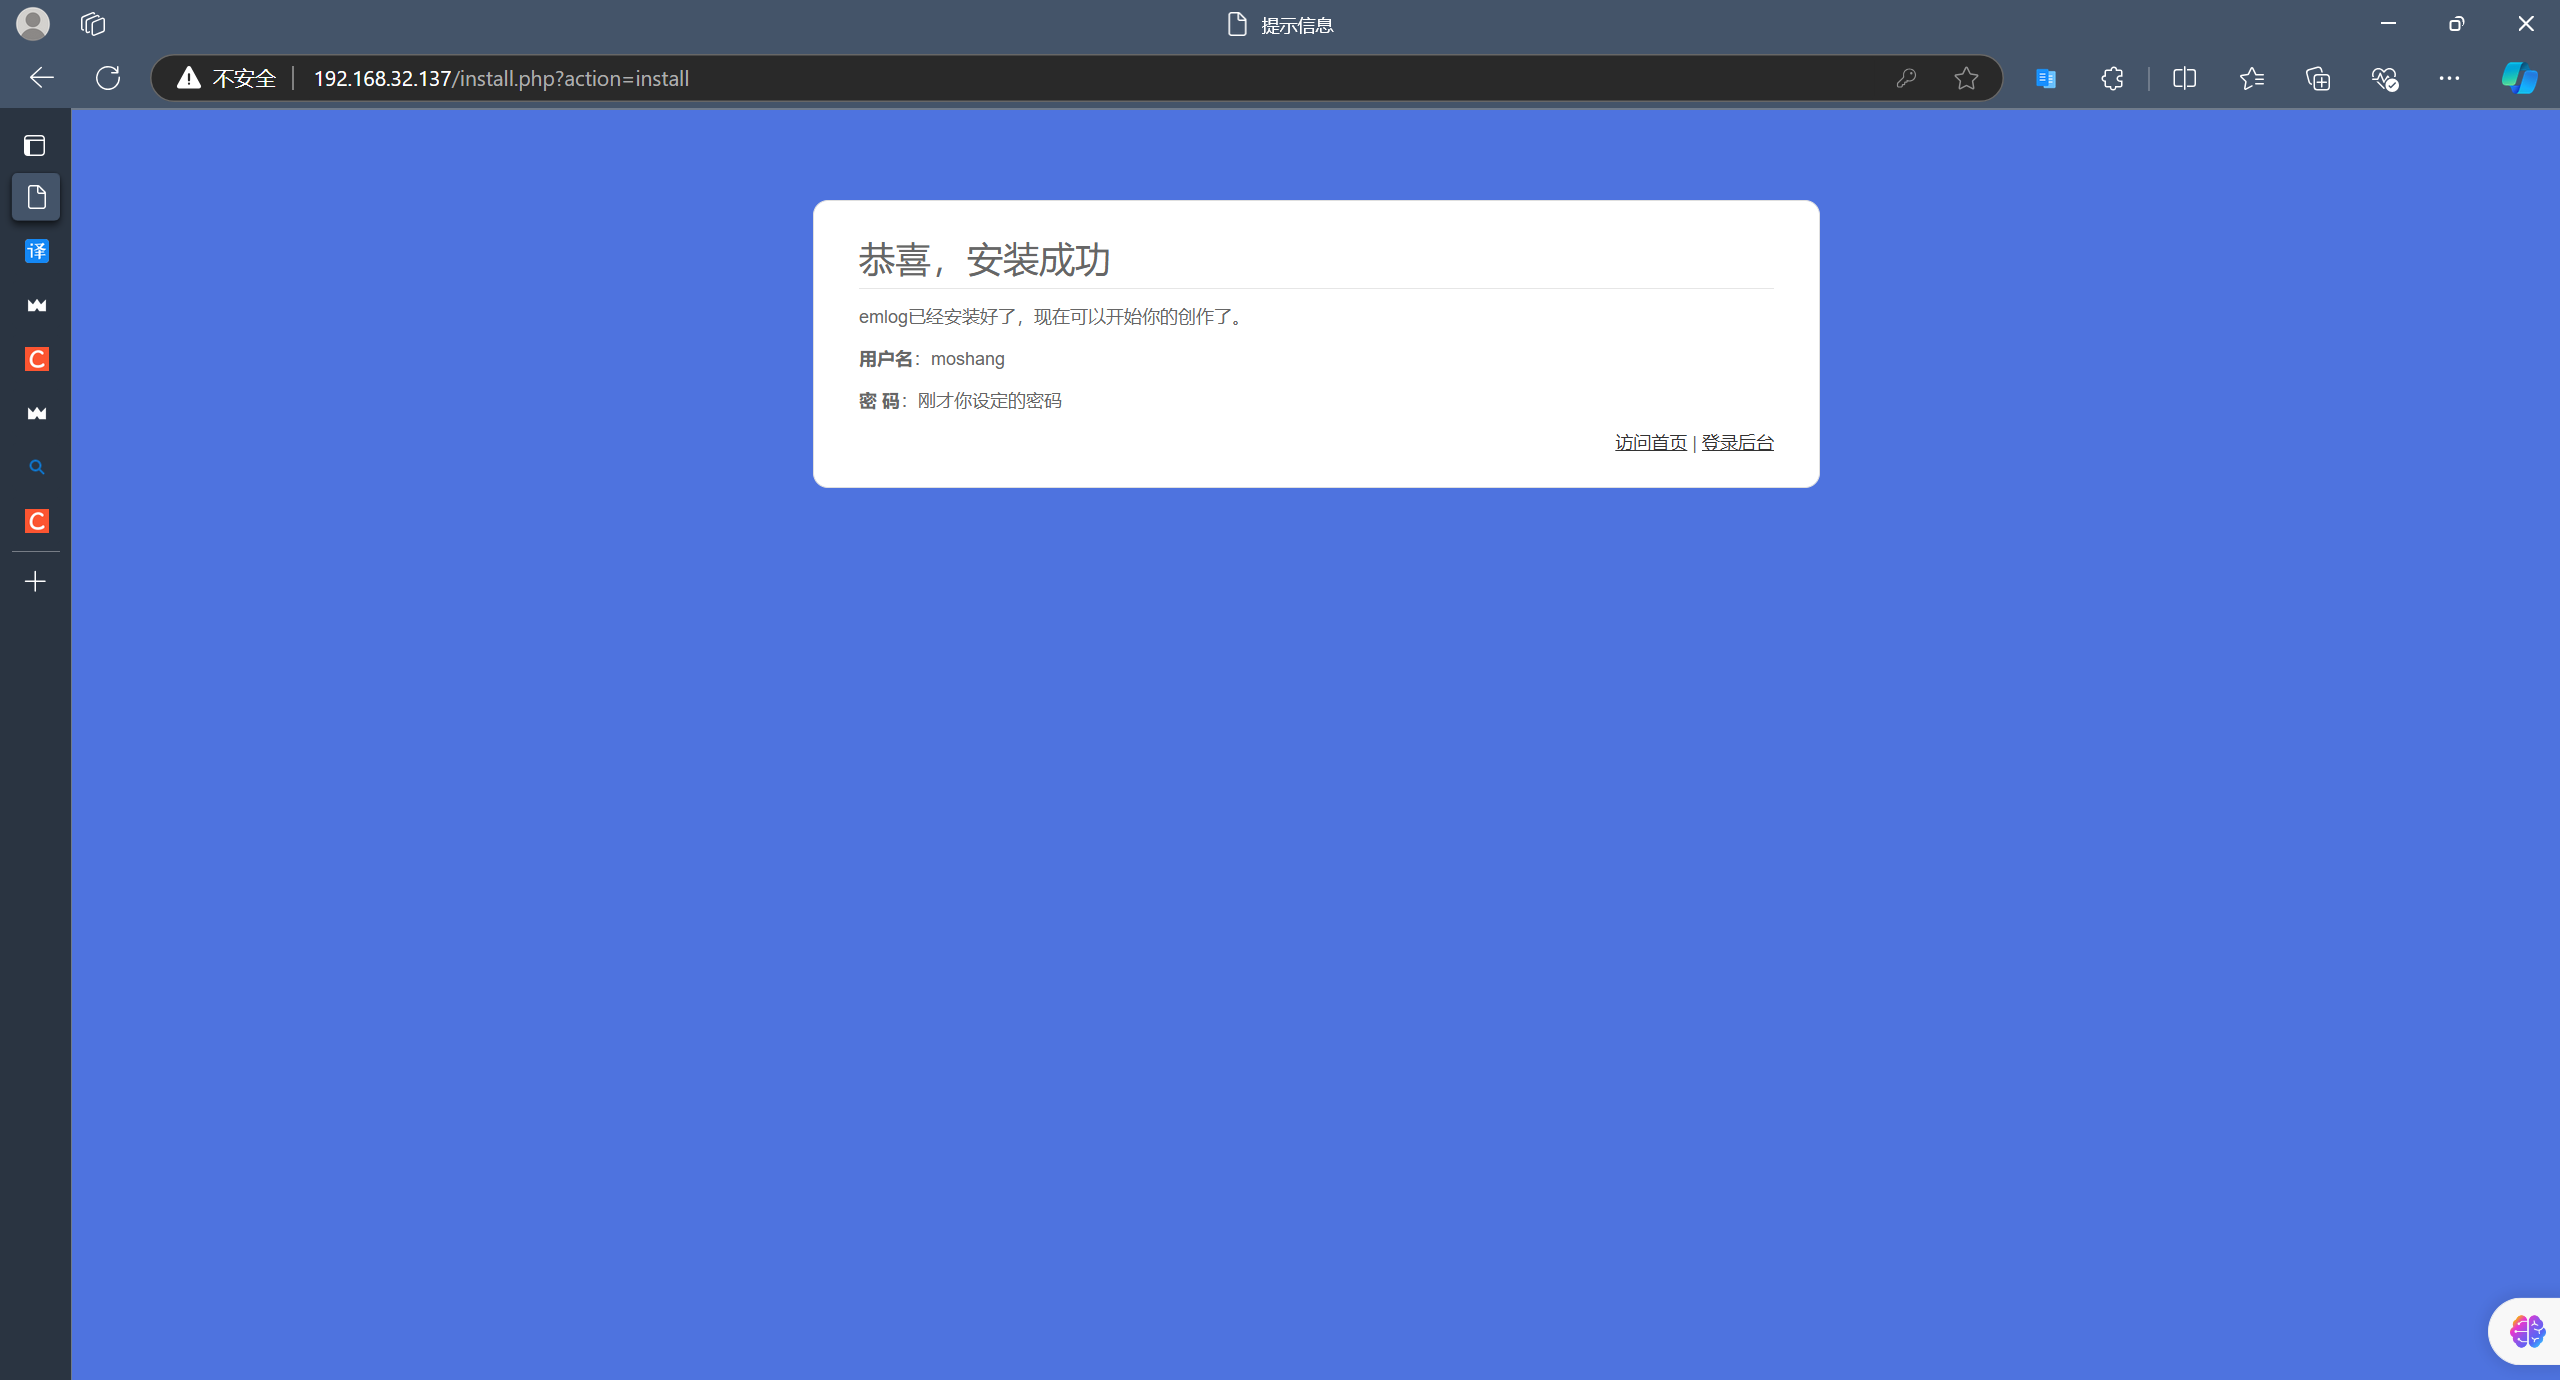 提示信息
不安全 | 192.168.32.137/install.php?action=install
译
C
C
恭喜，安装成功
emlog已经安装好了，现在可以开始你的创作了。
用户名：moshang
密 码：刚才你设定的密码
访问首页 | 登录后台